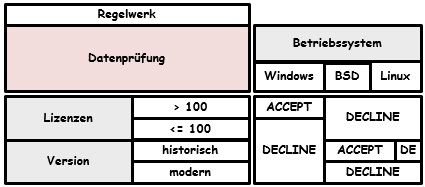 Regelwerk
Datenprüfung
Betriebssystem
Windows BSD Linux
Lizenzen > 100 ACCEPT DECLINE
<= 100 DECLINE
Version historisch ACCEPT DE
modern DECLINE